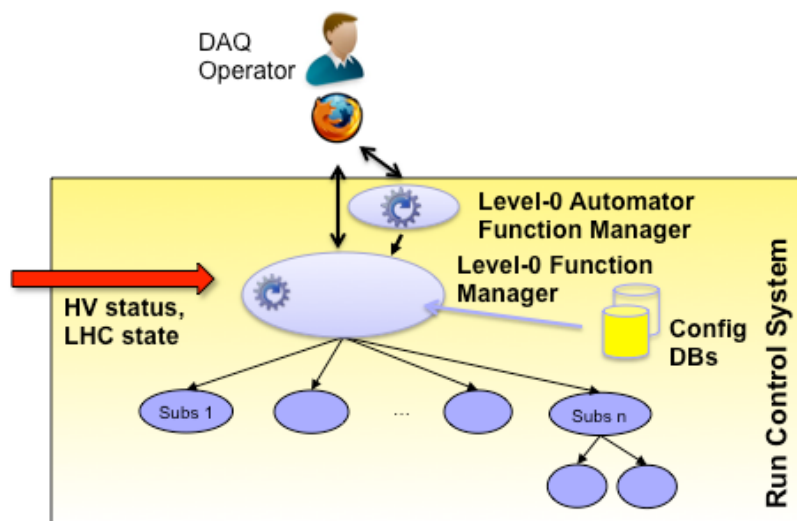 DAQ
Operator
Level-0 Automator
Function Manager
Level-0 Function
Manager
HV status,
LHC state
Config
DBs
Subs 1
...
Subs n
Run Control System